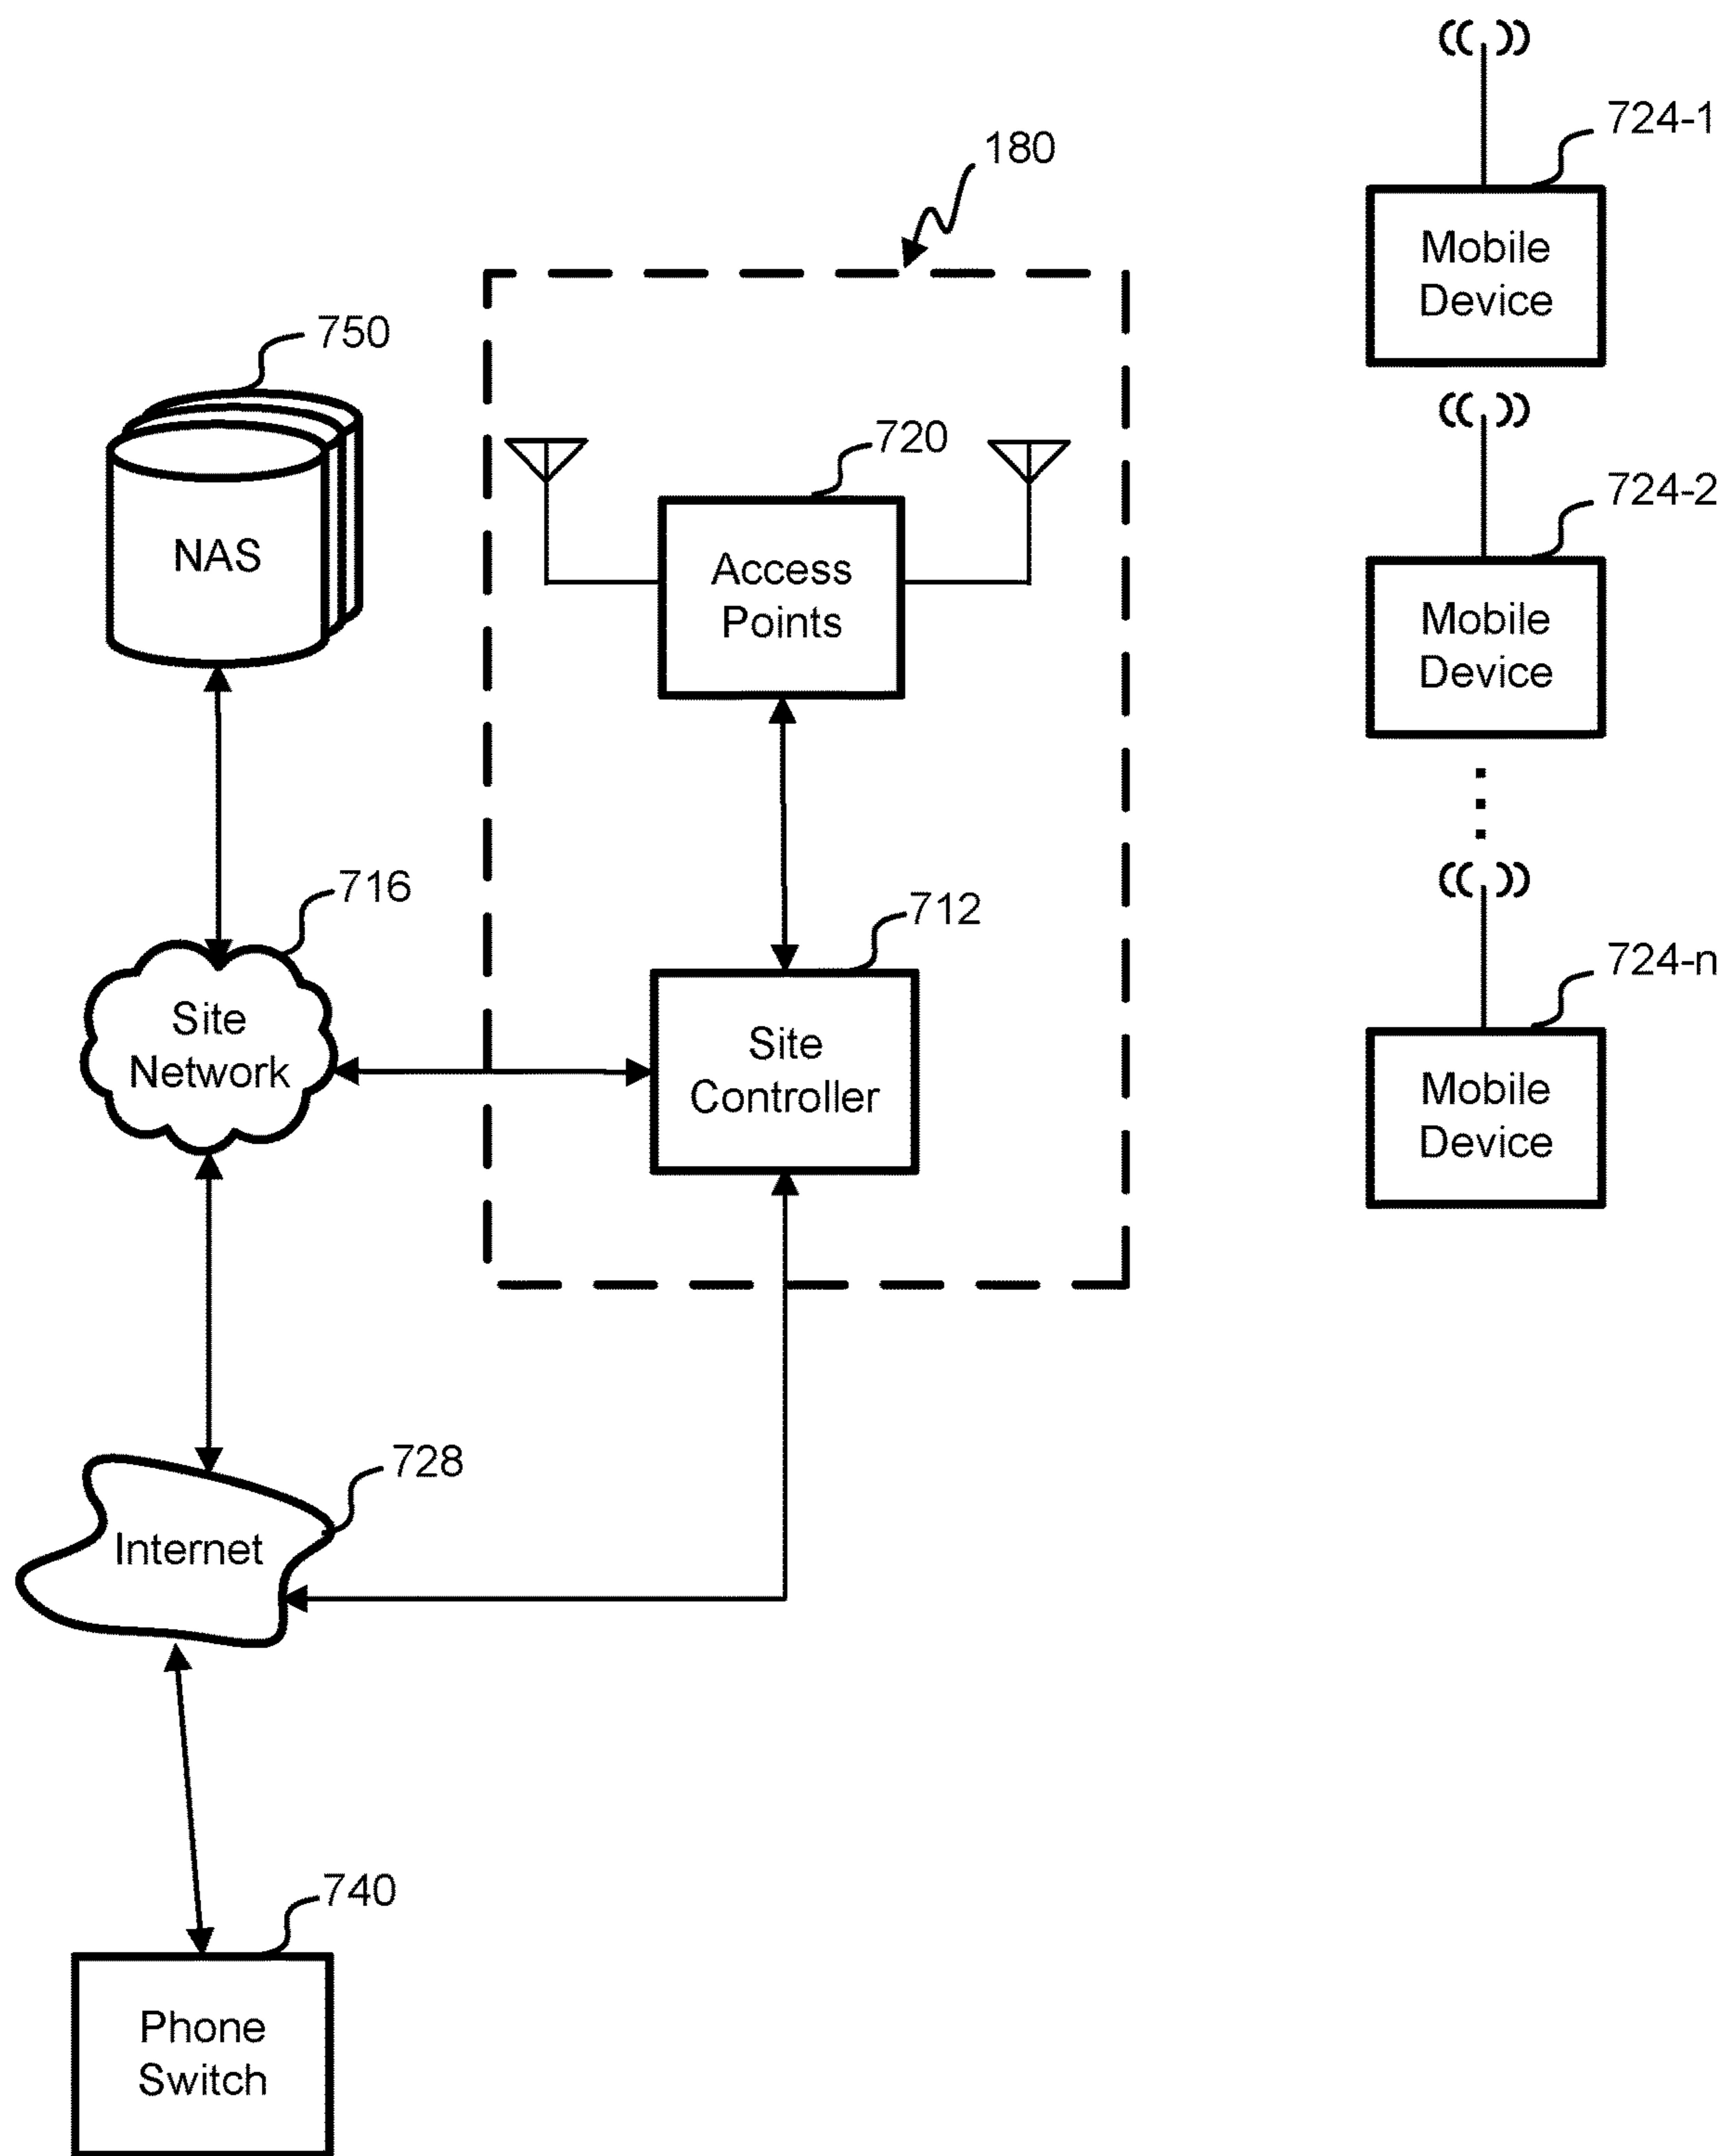 724-1
180
Mobile
Device
750
720
724-2
NAS
Access
Points
Mobile
Device
716
712
724-n
Site
Network
Site
Controller
Mobile
Device
728
Internet
740
Phone
Switch